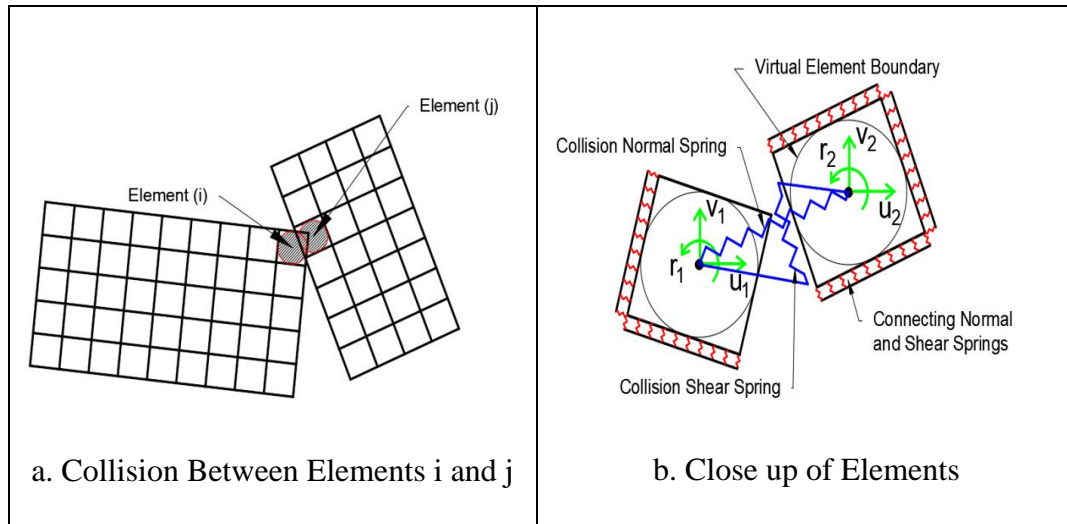 Element (j)
Element (i)
a. Collision Between Elements i and j
Virtual Element Boundary
Collision Normal Spring
v2
r2
u2
v1
r1
u1
Connecting Normal
and Shear Springs
Collision Shear Spring
b. Close up of Elements